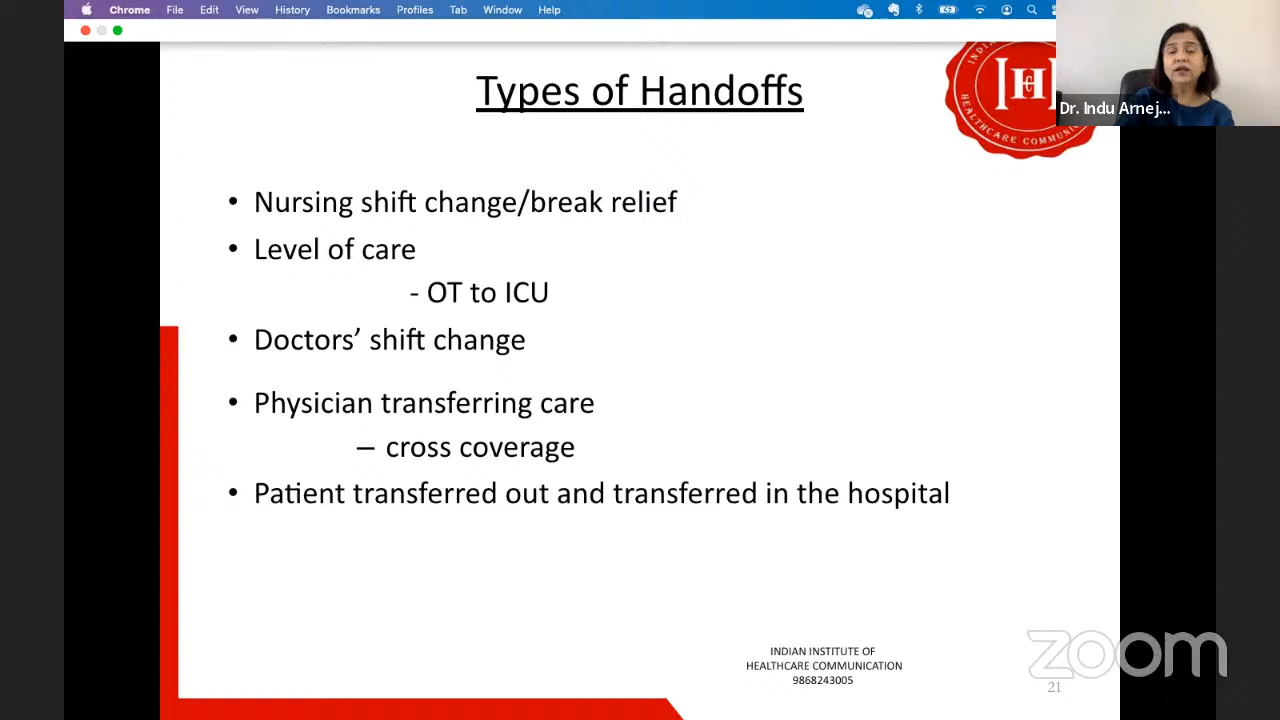 Chrome File Edit View History Bookmarks Profiles Tab Window Help
Types of Handoffs
HEALTHCARE
Dr. Indu Arnej...
• Nursing shift change/break relief
• Level of care
- OT to ICU
• Doctors’ shift change
• Physician transferring care
– cross coverage
• Patient transferred out and transferred in the hospital
INDIAN INSTITUTE OF
HEALTHCARE COMMUNICATION
9868243005
zoom
21